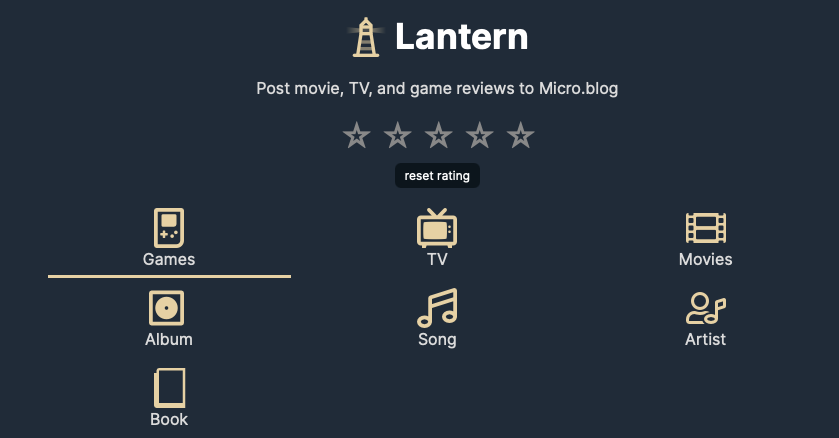 Lantern
Post movie, TV, and game reviews to Micro.blog
reset rating
Games TV Movies
Album Song Artist
Book